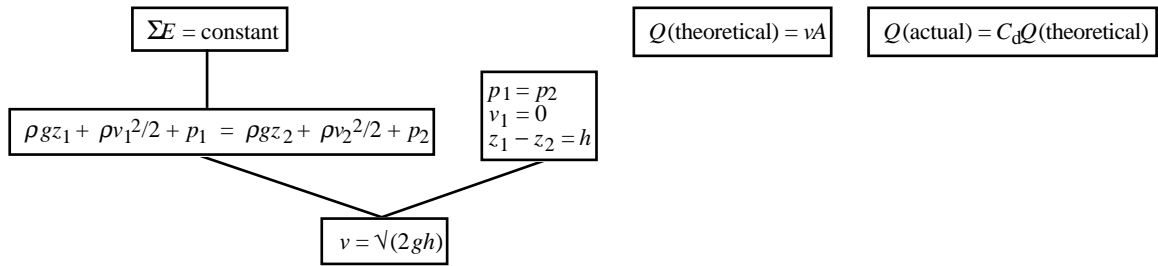 ΣE = constant
Q(theoretical) = vA
Q(actual) = C_dQ(theoretical)
p₁ = p₂
v₁ = 0
z₁ − z₂ = h
ρgz₁ + ρv₁²/2 + p₁ = ρgz₂ + ρv₂²/2 + p₂
v = √(2gh)